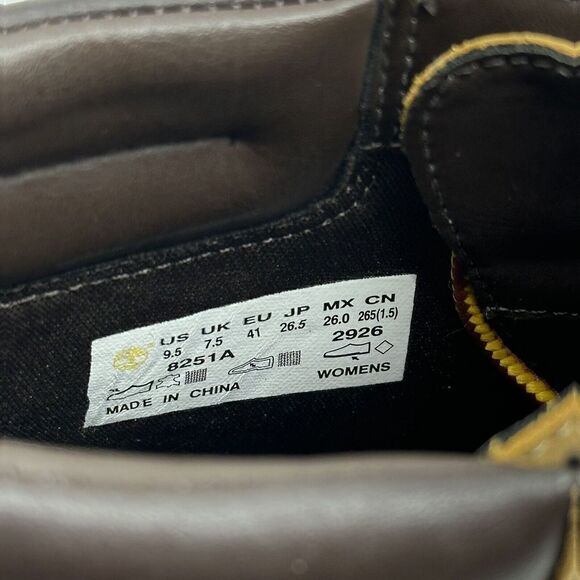 US UK EU JP MX CN
9.5 7.5 41 26.5 26.0 265(1.5)
8251A 2926
WOMENS
MADE IN CHINA